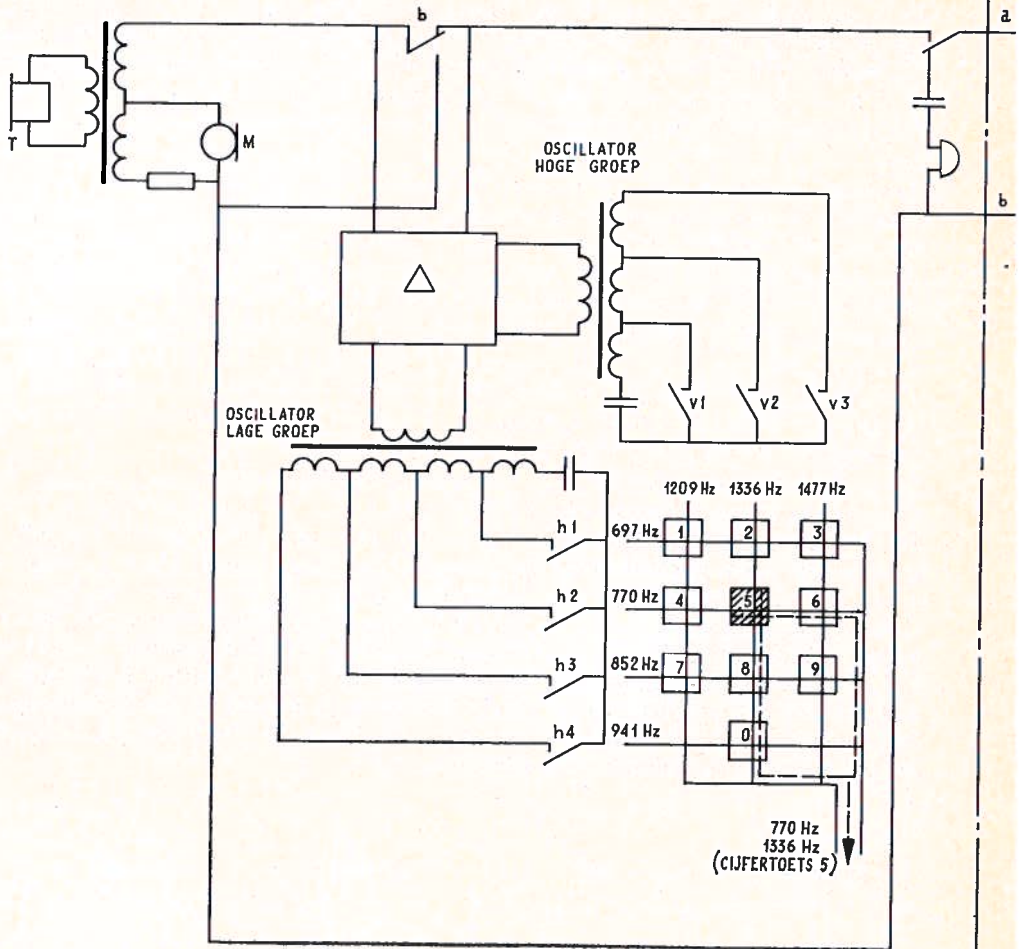 b
a
T
M
OSCILLATOR
HOGE GROEP
b
△
v1 v2 v3
OSCILLATOR
LAGE GROEP
1209 Hz 1336 Hz 1477 Hz
h1 697 Hz 1 2 3
h2 770 Hz 4 5 6
h3 852 Hz 7 8 9
h4 941 Hz 0
770 Hz
1336 Hz
(CIJFERTOETS 5)